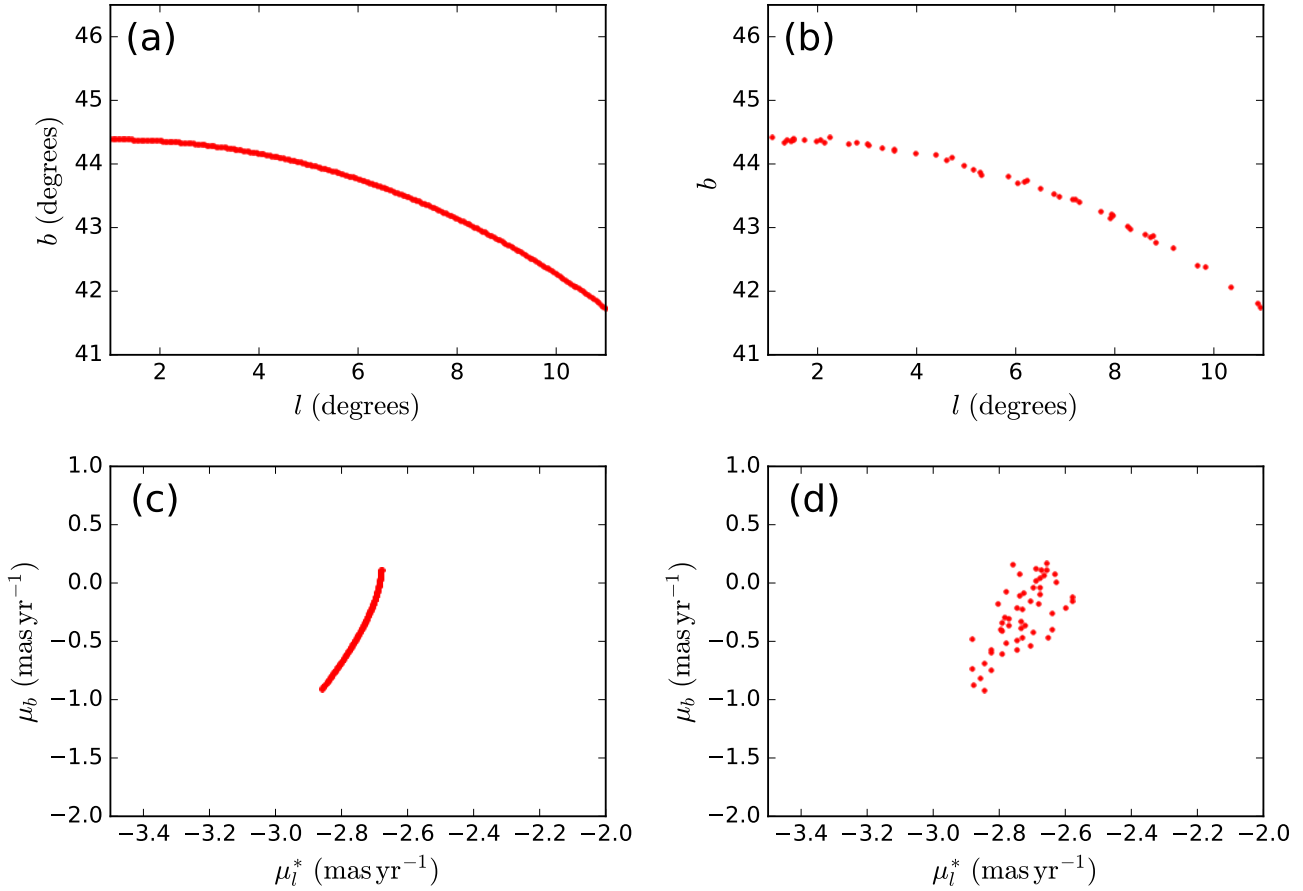 (a)
46
45
44
43
42
41
b (degrees)
2 4 6 8 10
l (degrees)
(b)
46
45
44
43
42
41
b
2 4 6 8 10
l (degrees)
(c)
1.0
0.5
0.0
−0.5
−1.0
−1.5
−2.0
μ_b (mas yr⁻¹)
−3.4 −3.2 −3.0 −2.8 −2.6 −2.4 −2.2 −2.0
μ_l^* (mas yr⁻¹)
(d)
1.0
0.5
0.0
−0.5
−1.0
−1.5
−2.0
μ_b (mas yr⁻¹)
−3.4 −3.2 −3.0 −2.8 −2.6 −2.4 −2.2 −2.0
μ_l^* (mas yr⁻¹)